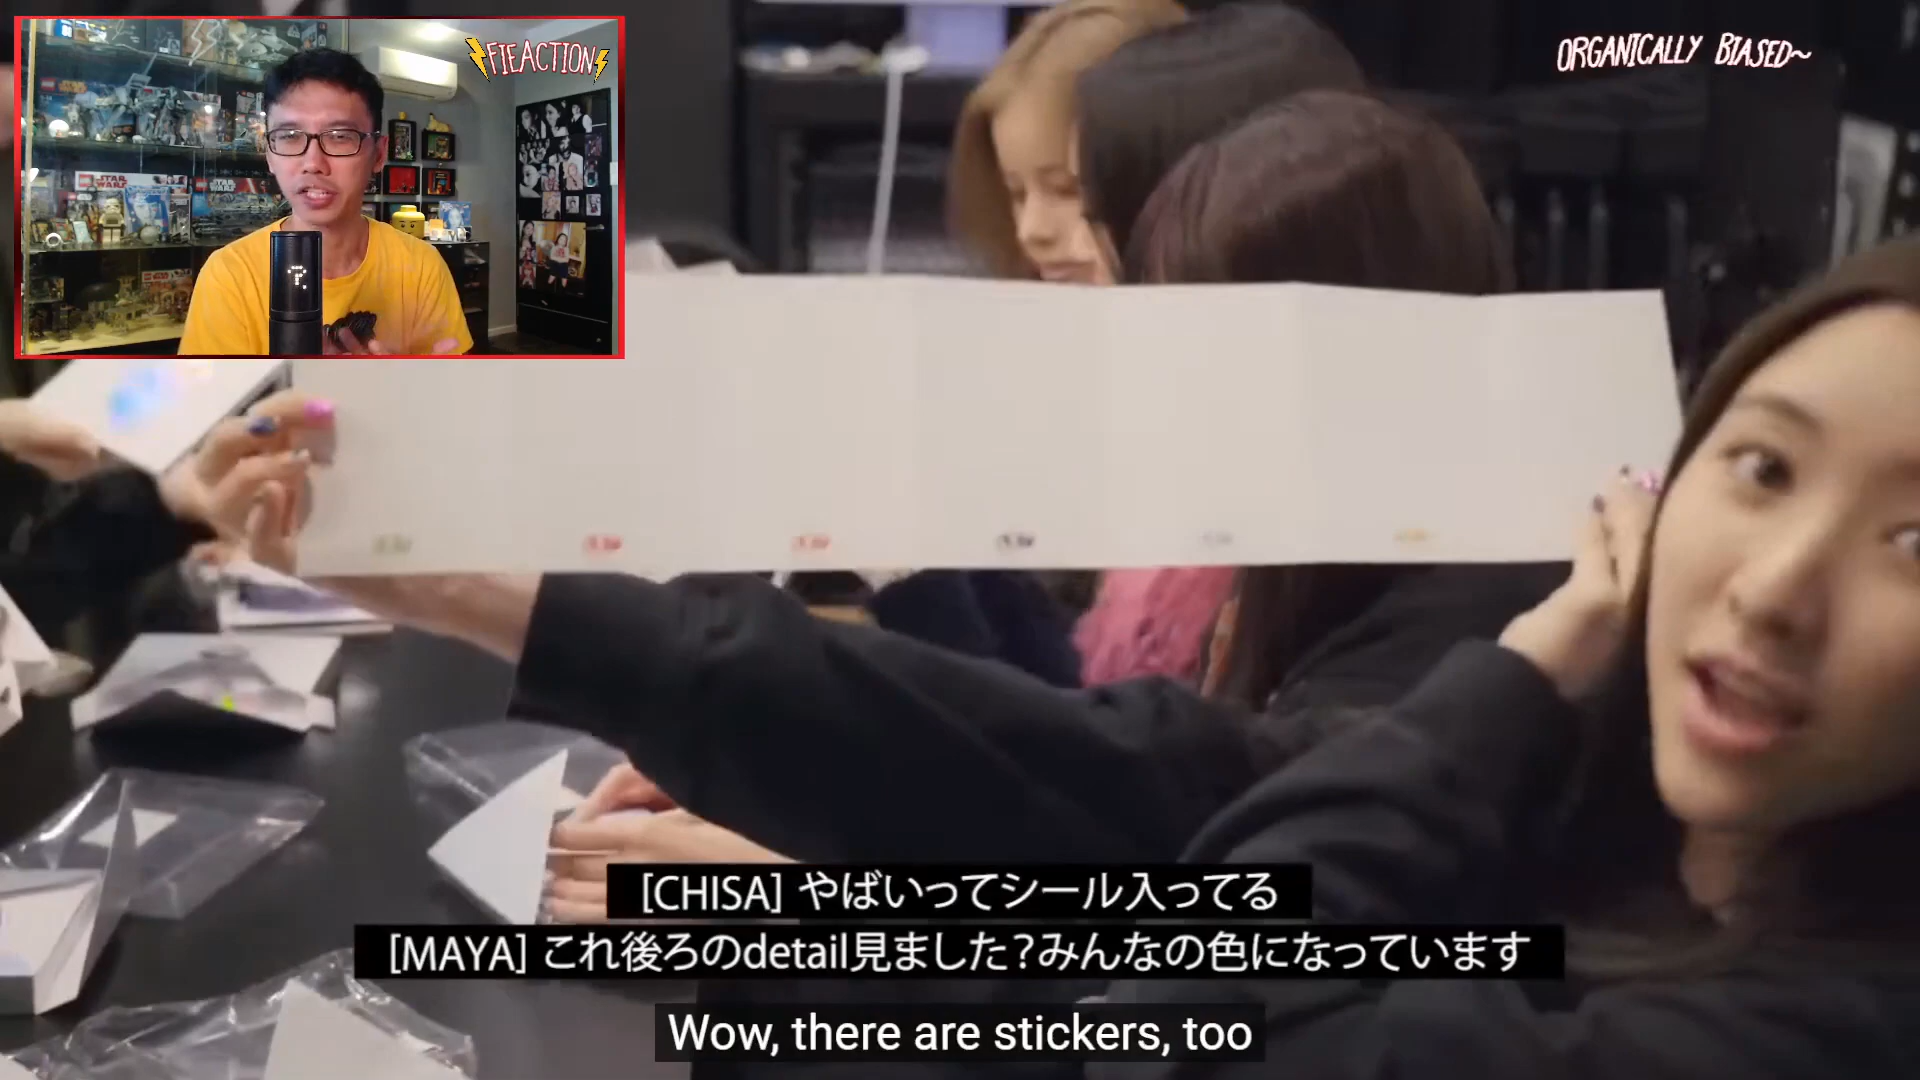 FIEACTION
ORGANICALLY BIASED~
STAR WARS
[CHISA] やばいってシール入ってる
[MAYA] これ後ろのdetail見ました?みんなの色になっています
Wow, there are stickers, too